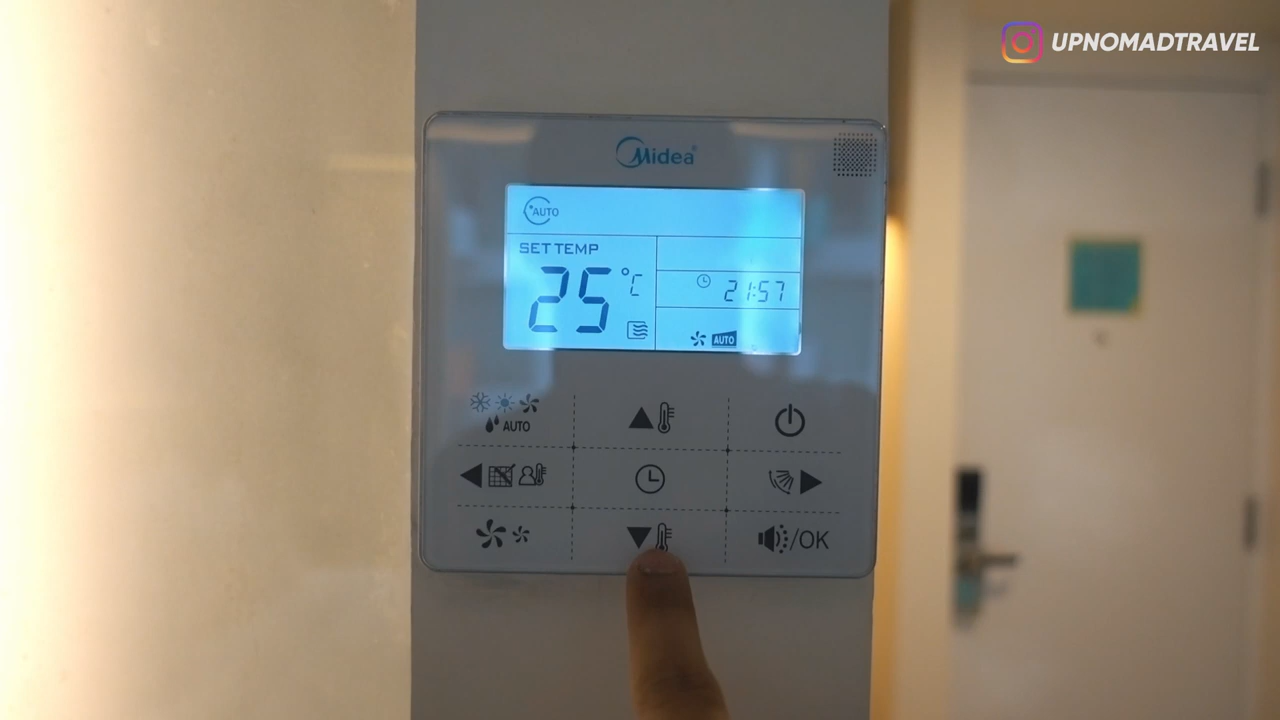 UPNOMADTRAVEL
Midea
AUTO
SET TEMP
25 °C
21:57
AUTO
AUTO
/OK